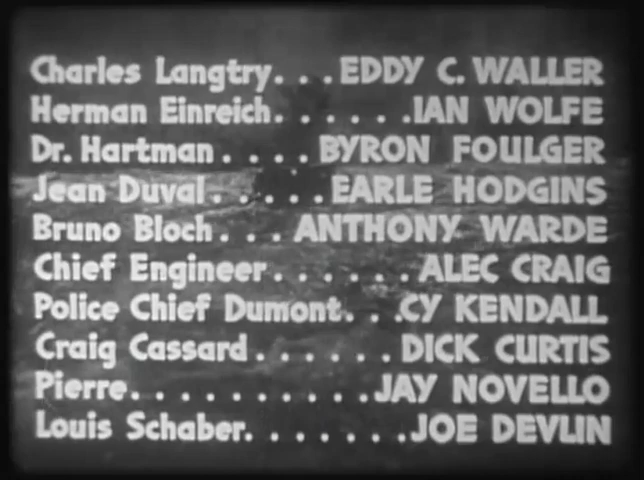 Charles Langtry. . . EDDY C. WALLER
Herman Einreich. . . . . . IAN WOLFE
Dr. Hartman . . . . BYRON FOULGER
Jean Duval . . . . . EARLE HODGINS
Bruno Bloch . . . ANTHONY WARDE
Chief Engineer . . . . . . ALEC CRAIG
Police Chief Dumont. . . CY KENDALL
Craig Cassard . . . . . . DICK CURTIS
Pierre. . . . . . . . . . . JAY NOVELLO
Louis Schaber. . . . . . . JOE DEVLIN